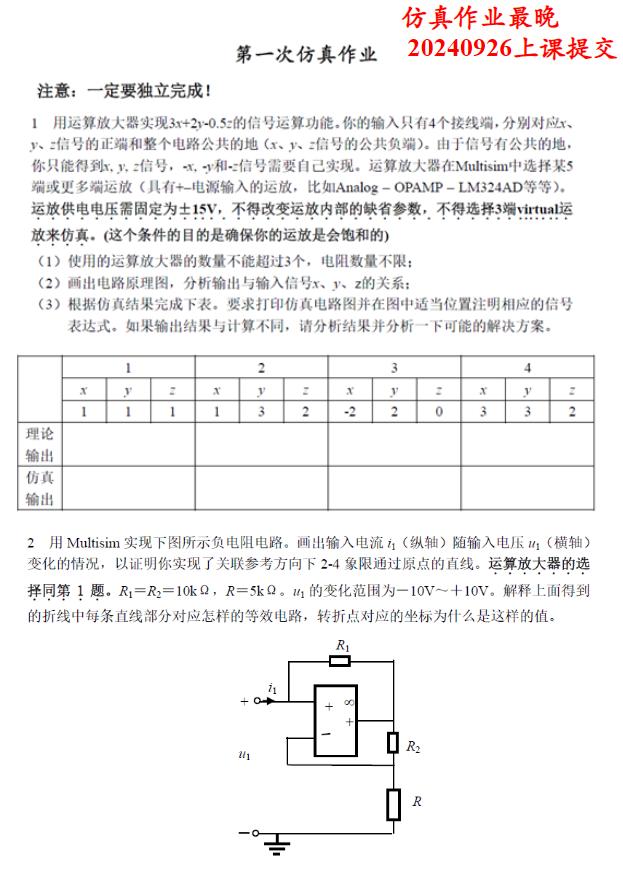 仿真作业最晚
20240926上课提交
第一次仿真作业
注意：一定要独立完成！
1 用运算放大器实现3x+2y-0.5z的信号运算功能。你的输入只有4个接线端，分别对应x、
y、z信号的正端和整个电路公共的地（x、y、z信号的公共负端）。由于信号有公共的地，
你只能得到x, y, z信号，-x, -y和-z信号需要自己实现。运算放大器在Multisim中选择某5
端或更多端运放（具有+−电源输入的运放，比如Analog – OPAMP – LM324AD等等）。
运放供电电压需固定为±15V，不得改变运放内部的缺省参数，不得选择3端virtual运
放来仿真。(这个条件的目的是确保你的运放是会饱和的)
（1）使用的运算放大器的数量不能超过3个，电阻数量不限；
（2）画出电路原理图，分析输出与输入信号x、y、z的关系；
（3）根据仿真结果完成下表。要求打印仿真电路图并在图中适当位置注明相应的信号
表达式。如果输出结果与计算不同，请分析结果并分析一下可能的解决方案。
1 2 3 4
x y z x y z x y z x y z
1 1 1 1 3 2 -2 2 0 3 3 2
理论
输出
仿真
输出
2 用 Multisim 实现下图所示负电阻电路。画出输入电流 i1（纵轴）随输入电压 u1（横轴）
变化的情况，以证明你实现了关联参考方向下 2-4 象限通过原点的直线。运算放大器的选
择同第 1 题。R1＝R2＝10kΩ，R＝5kΩ。u1 的变化范围为－10V～＋10V。解释上面得到
的折线中每条直线部分对应怎样的等效电路，转折点对应的坐标为什么是这样的值。
R1
+ i1
+ ∞
+
−
u1
R2
R
−